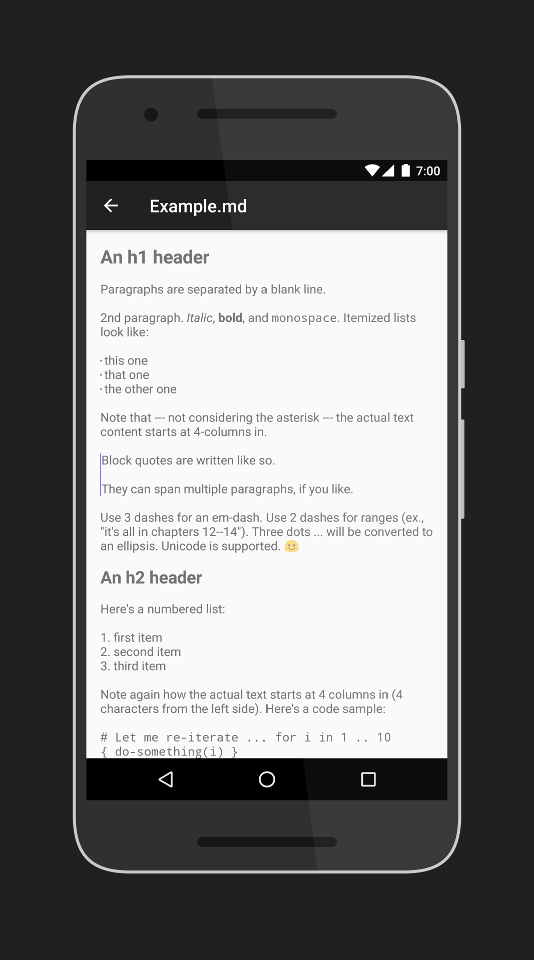 7:00
Example.md
An h1 header
Paragraphs are separated by a blank line.
2nd paragraph. Italic, bold, and monospace. Itemized lists
look like:
· this one
· that one
· the other one
Note that --- not considering the asterisk --- the actual text
content starts at 4-columns in.
Block quotes are written like so.
They can span multiple paragraphs, if you like.
Use 3 dashes for an em-dash. Use 2 dashes for ranges (ex.,
"it's all in chapters 12--14"). Three dots ... will be converted to
an ellipsis. Unicode is supported. ☺
An h2 header
Here's a numbered list:
1. first item
2. second item
3. third item
Note again how the actual text starts at 4 columns in (4
characters from the left side). Here's a code sample:
# Let me re-iterate ... for i in 1 .. 10
{ do-something(i) }